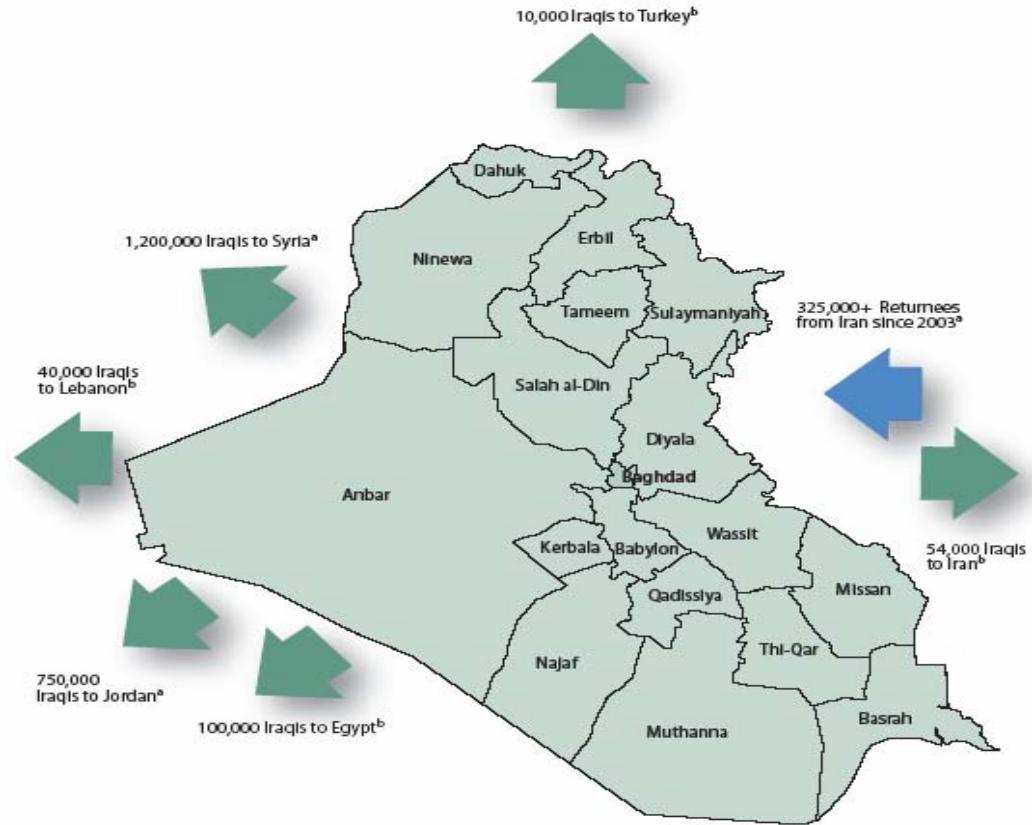 10,000 Iraqis to Turkeyᵇ
Dahuk
1,200,000 Iraqis to Syriaᵃ
Erbil
Ninewa
Tameem
Sulaymaniyah
325,000+ Returnees
from Iran since 2003ᵃ
40,000 Iraqis
to Lebanonᵇ
Salah al-Din
Diyala
Baghdad
Anbar
Wassit
Kerbala
Babylon
54,000 Iraqis
to Iranᵇ
Qadissiya
Missan
Thi-Qar
Najaf
750,000
Iraqis to Jordanᵃ
100,000 Iraqis to Egyptᵇ
Muthanna
Basrah